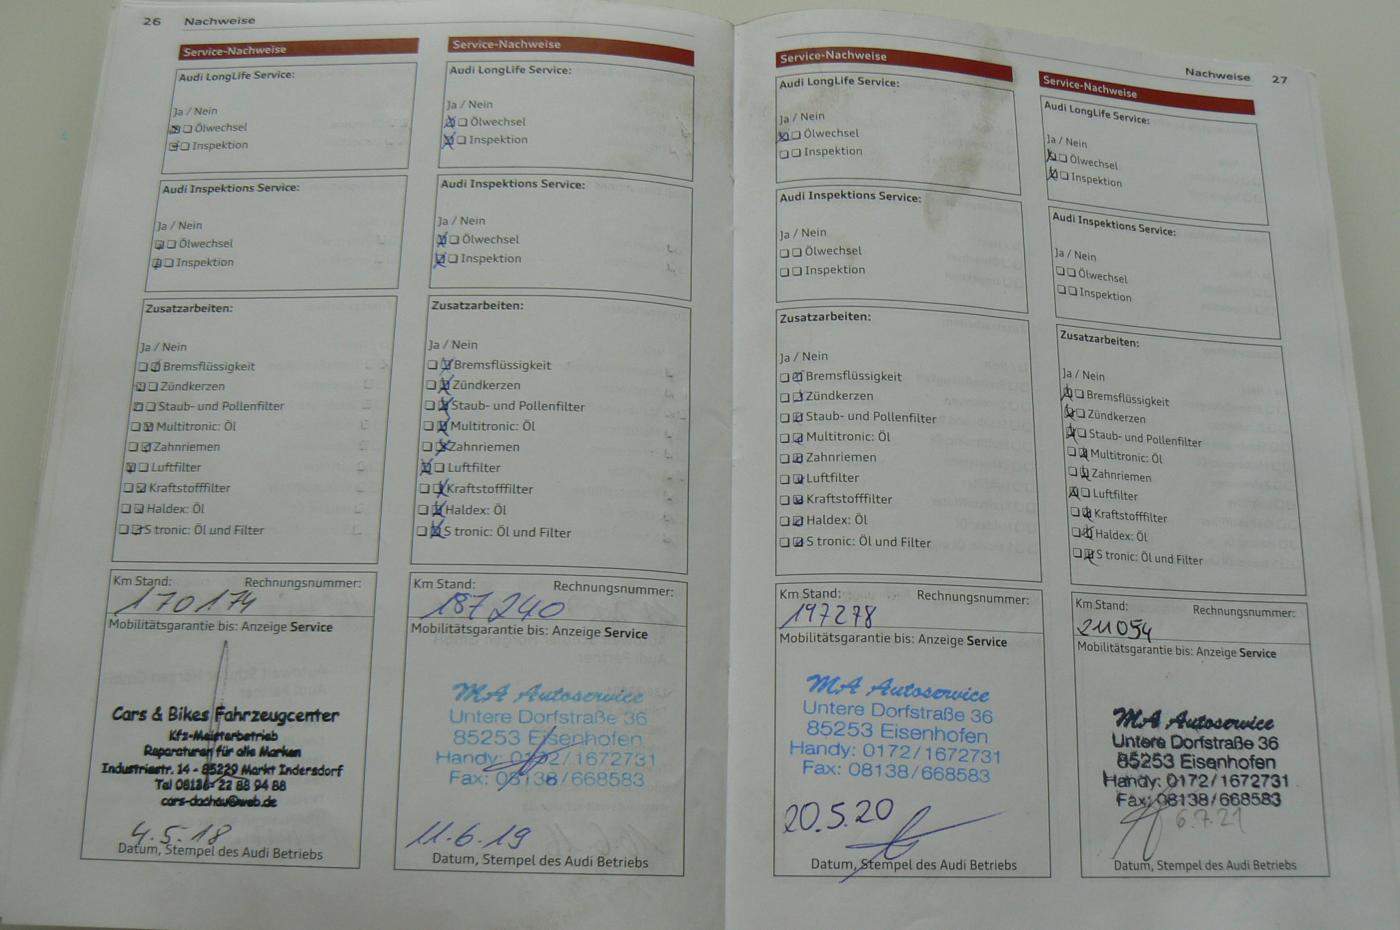 26 Nachweise
Service-Nachweise
Audi LongLife Service:
Ja / Nein
Ölwechsel
Inspektion
Audi Inspektions Service:
Ja / Nein
Ölwechsel
Inspektion
Zusatzarbeiten:
Ja / Nein
Bremsflüssigkeit
Zündkerzen
Staub- und Pollenfilter
Multitronic: Öl
Zahnriemen
Luftfilter
Kraftstofffilter
Haldex: Öl
S tronic: Öl und Filter
Km Stand: Rechnungsnummer:
170174
Mobilitätsgarantie bis: Anzeige Service
Cars & Bikes Fahrzeugcenter
Kfz-Meisterbetrieb
Reparaturen für alle Marken
Industriestr. 14 - 85229 Markt Indersdorf
Tel 08136- 22 88 94 88
cars-dachau@web.de
4.5.18
Datum, Stempel des Audi Betriebs
Service-Nachweise
Audi LongLife Service:
Ja / Nein
Ölwechsel
Inspektion
Audi Inspektions Service:
Ja / Nein
Ölwechsel
Inspektion
Zusatzarbeiten:
Ja / Nein
Bremsflüssigkeit
Zündkerzen
Staub- und Pollenfilter
Multitronic: Öl
Zahnriemen
Luftfilter
Kraftstofffilter
Haldex: Öl
S tronic: Öl und Filter
Km Stand: Rechnungsnummer:
187240
Mobilitätsgarantie bis: Anzeige Service
MA Autoservice
Untere Dorfstraße 36
85253 Eisenhofen
Handy: 0172/1672731
Fax: 08138/668583
11.6.19
Datum, Stempel des Audi Betriebs
Service-Nachweise
Audi LongLife Service:
Ja / Nein
Ölwechsel
Inspektion
Audi Inspektions Service:
Ja / Nein
Ölwechsel
Inspektion
Zusatzarbeiten:
Ja / Nein
Bremsflüssigkeit
Zündkerzen
Staub- und Pollenfilter
Multitronic: Öl
Zahnriemen
Luftfilter
Kraftstofffilter
Haldex: Öl
S tronic: Öl und Filter
Km Stand: Rechnungsnummer:
197278
Mobilitätsgarantie bis: Anzeige Service
MA Autoservice
Untere Dorfstraße 36
85253 Eisenhofen
Handy: 0172/1672731
Fax: 08138/668583
20.5.20
Datum, Stempel des Audi Betriebs
Nachweise 27
Service-Nachweise
Audi LongLife Service:
Ja / Nein
Ölwechsel
Inspektion
Audi Inspektions Service:
Ja / Nein
Ölwechsel
Inspektion
Zusatzarbeiten:
Ja / Nein
Bremsflüssigkeit
Zündkerzen
Staub- und Pollenfilter
Multitronic: Öl
Zahnriemen
Luftfilter
Kraftstofffilter
Haldex: Öl
S tronic: Öl und Filter
Km Stand: Rechnungsnummer:
211054
Mobilitätsgarantie bis: Anzeige Service
MA Autoservice
Untere Dorfstraße 36
85253 Eisenhofen
Handy: 0172/1672731
Fax: 08138/668583
6.7.21
Datum, Stempel des Audi Betriebs